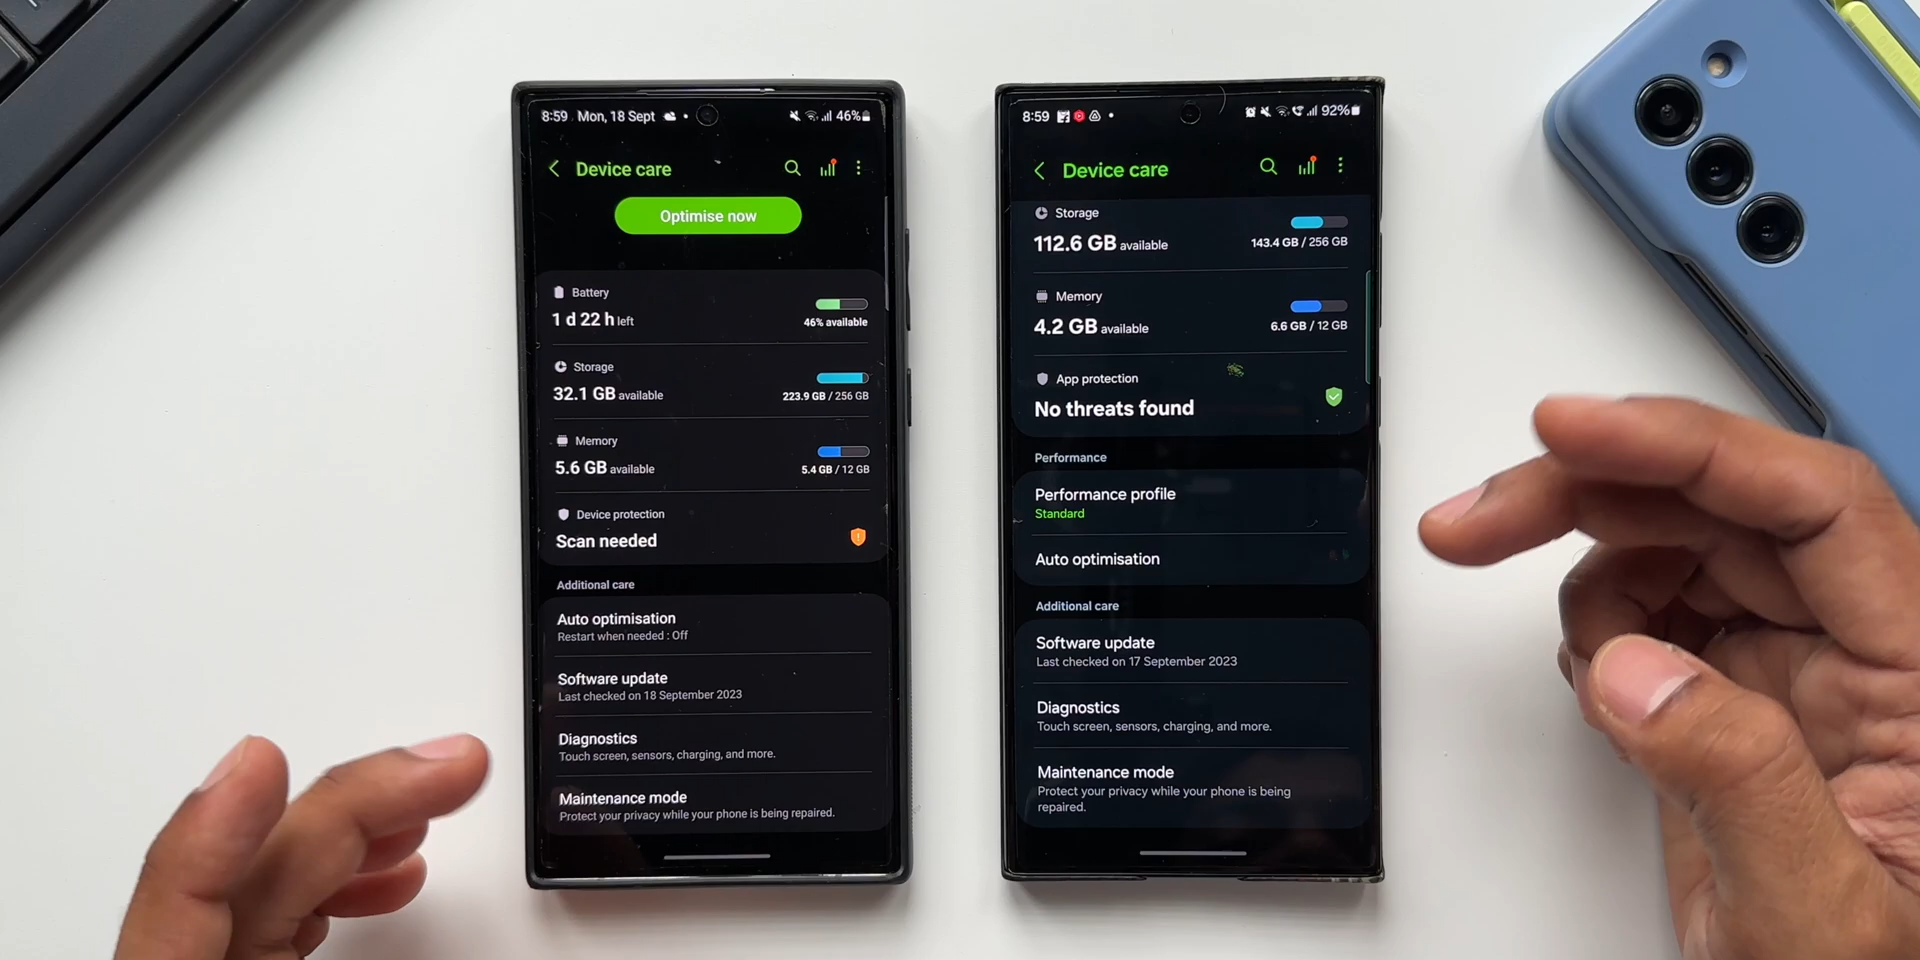 8:59 Mon, 18 Sept
46%
Device care
Optimise now
Battery
1 d 22 h left
46% available
Storage
32.1 GB available
223.9 GB / 256 GB
Memory
5.6 GB available
5.4 GB / 12 GB
Device protection
Scan needed
Additional care
Auto optimisation
Restart when needed : Off
Software update
Last checked on 18 September 2023
Diagnostics
Touch screen, sensors, charging, and more.
Maintenance mode
Protect your privacy while your phone is being repaired.
8:59
92%
Device care
Storage
112.6 GB available
143.4 GB / 256 GB
Memory
4.2 GB available
6.6 GB / 12 GB
App protection
No threats found
Performance
Performance profile
Standard
Auto optimisation
Additional care
Software update
Last checked on 17 September 2023
Diagnostics
Touch screen, sensors, charging, and more.
Maintenance mode
Protect your privacy while your phone is being
repaired.